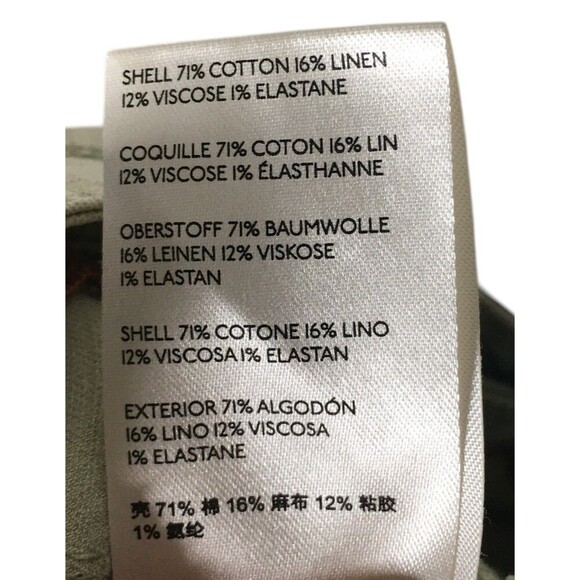 SHELL 71% COTTON 16% LINEN
12% VISCOSE 1% ELASTANE
COQUILLE 71% COTON 16% LIN
12% VISCOSE 1% ÉLASTHANNE
OBERSTOFF 71% BAUMWOLLE
16% LEINEN 12% VISKOSE
1% ELASTAN
SHELL 71% COTONE 16% LINO
12% VISCOSA 1% ELASTAN
EXTERIOR 71% ALGODÓN
16% LINO 12% VISCOSA
1% ELASTANE
亮 71% 棉 16% 麻布 12% 粘胶
1% 氨纶